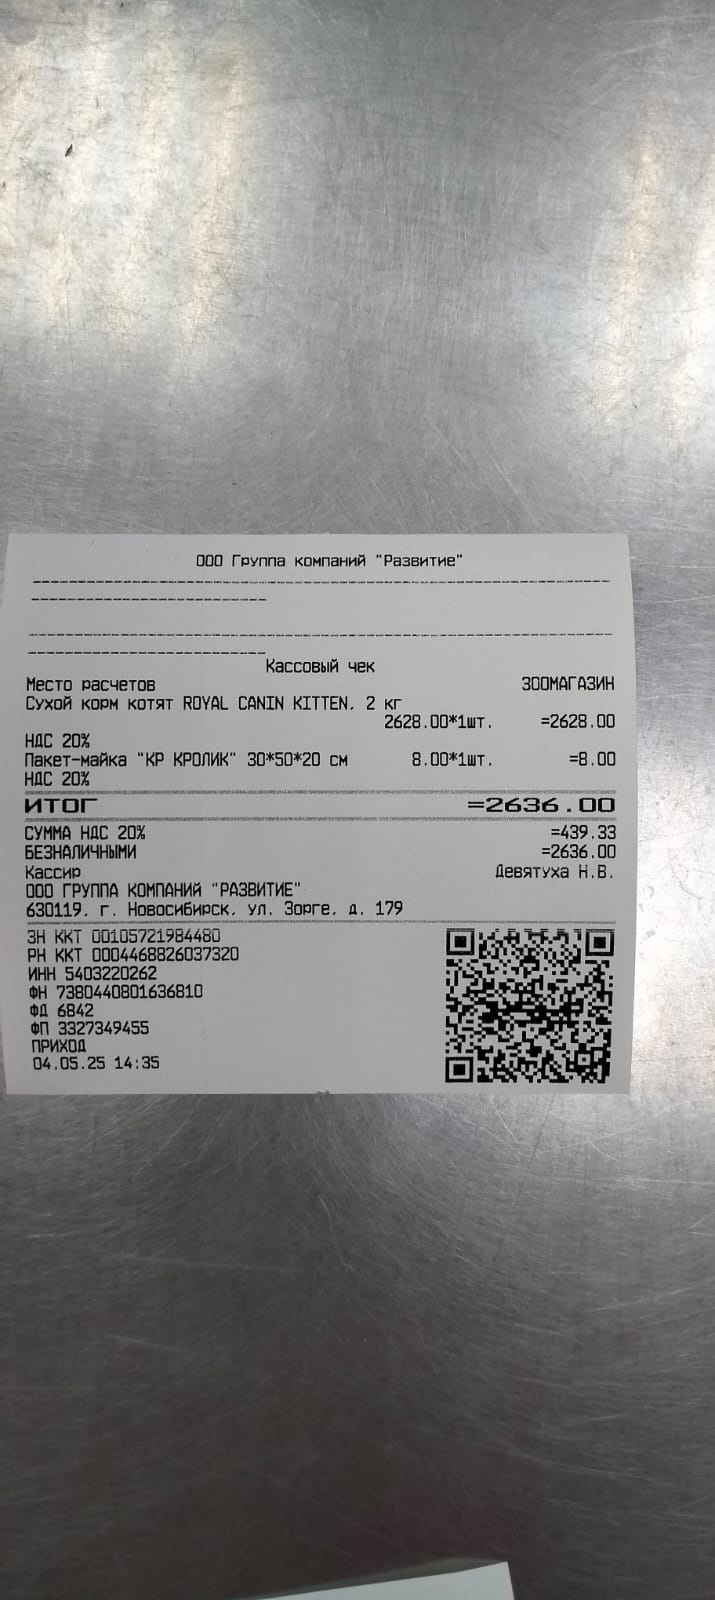 ООО Группа компаний "Развитие"
Кассовый чек
Место расчетов ЗООМАГАЗИН
Сухой корм котят ROYAL CANIN KITTEN, 2 кг
2628.00*1шт. =2628.00
НДС 20%
Пакет-майка "КР КРОЛИК" 30*50*20 см 8.00*1шт. =8.00
НДС 20%
ИТОГ =2636.00
СУММА НДС 20% =439.33
БЕЗНАЛИЧНЫМИ =2636.00
Кассир Девятуха Н.В.
ООО ГРУППА КОМПАНИЙ "РАЗВИТИЕ"
630119, г. Новосибирск, ул. Зорге, д. 179
ЗН ККТ 00105721984480
РН ККТ 0004468826037320
ИНН 5403220262
ФН 7380440801636810
ФД 6842
ФП 3327349455
ПРИХОД
04.05.25 14:35